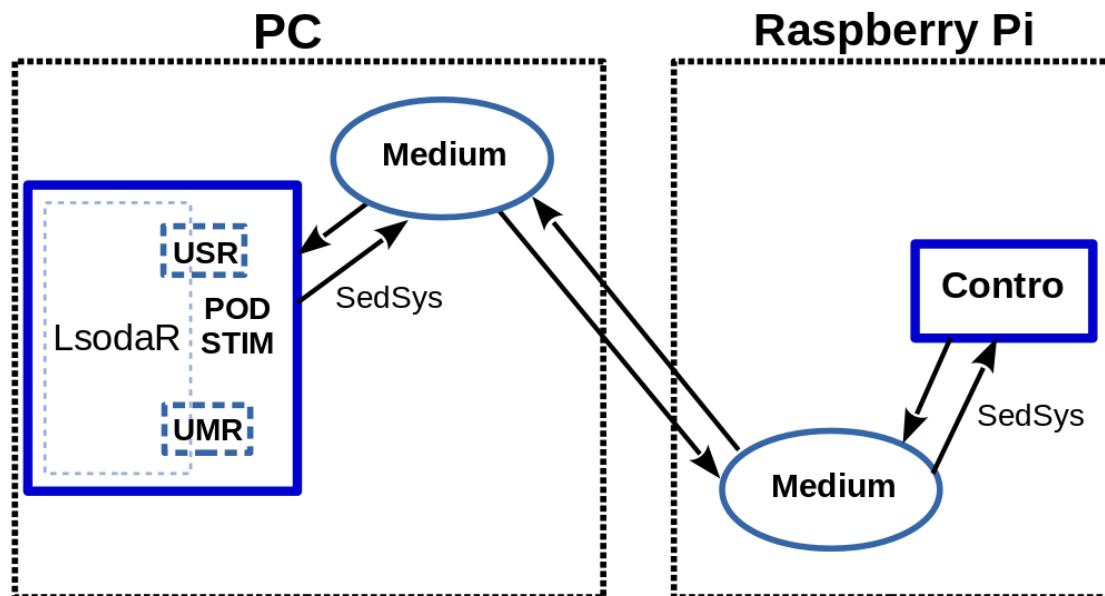 PC
Raspberry Pi
Medium
USR
SedSys
POD
STIM
LsodaR
UMR
Contro
SedSys
Medium